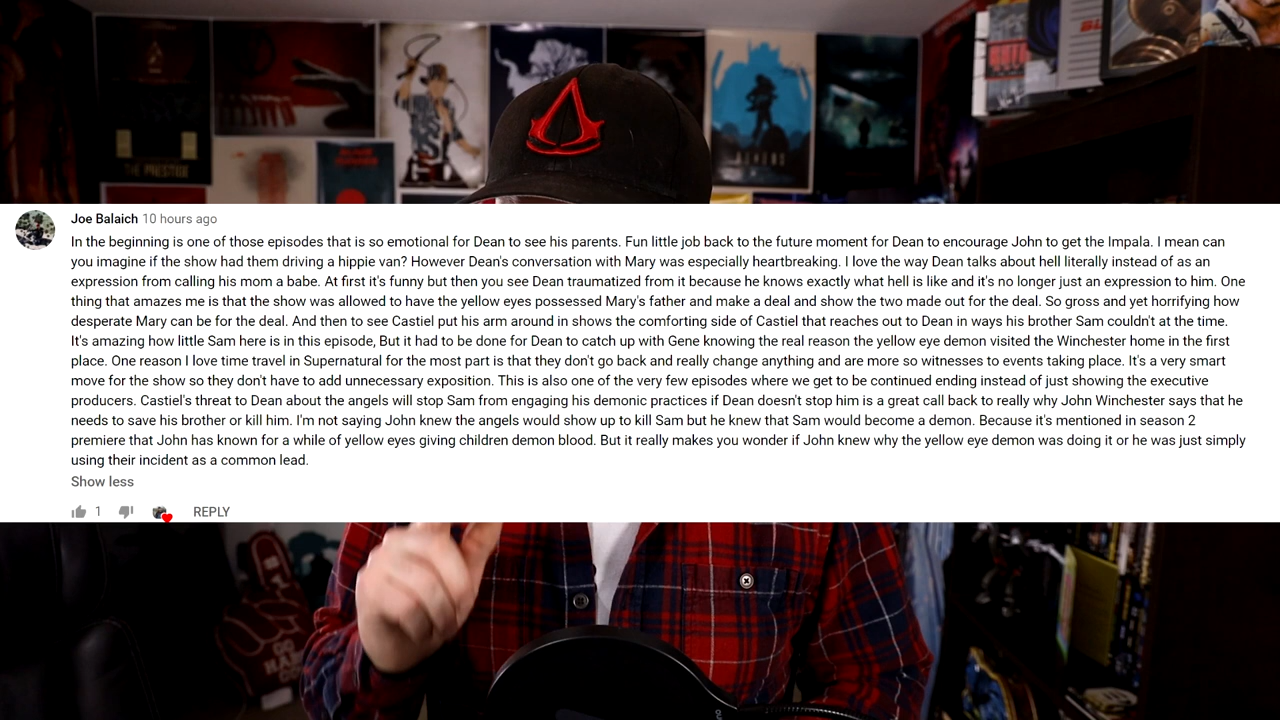 THE PRESTIGE
ALIENS
Joe Balaich 10 hours ago
In the beginning is one of those episodes that is so emotional for Dean to see his parents. Fun little job back to the future moment for Dean to encourage John to get the Impala. I mean can
you imagine if the show had them driving a hippie van? However Dean's conversation with Mary was especially heartbreaking. I love the way Dean talks about hell literally instead of as an
expression from calling his mom a babe. At first it's funny but then you see Dean traumatized from it because he knows exactly what hell is like and it's no longer just an expression to him. One
thing that amazes me is that the show was allowed to have the yellow eyes possessed Mary's father and make a deal and show the two made out for the deal. So gross and yet horrifying how
desperate Mary can be for the deal. And then to see Castiel put his arm around in shows the comforting side of Castiel that reaches out to Dean in ways his brother Sam couldn't at the time.
It's amazing how little Sam here is in this episode, But it had to be done for Dean to catch up with Gene knowing the real reason the yellow eye demon visited the Winchester home in the first
place. One reason I love time travel in Supernatural for the most part is that they don't go back and really change anything and are more so witnesses to events taking place. It's a very smart
move for the show so they don't have to add unnecessary exposition. This is also one of the very few episodes where we get to be continued ending instead of just showing the executive
producers. Castiel's threat to Dean about the angels will stop Sam from engaging his demonic practices if Dean doesn't stop him is a great call back to really why John Winchester says that he
needs to save his brother or kill him. I'm not saying John knew the angels would show up to kill Sam but he knew that Sam would become a demon. Because it's mentioned in season 2
premiere that John has known for a while of yellow eyes giving children demon blood. But it really makes you wonder if John knew why the yellow eye demon was doing it or he was just simply
using their incident as a common lead.
Show less
1 REPLY
GO